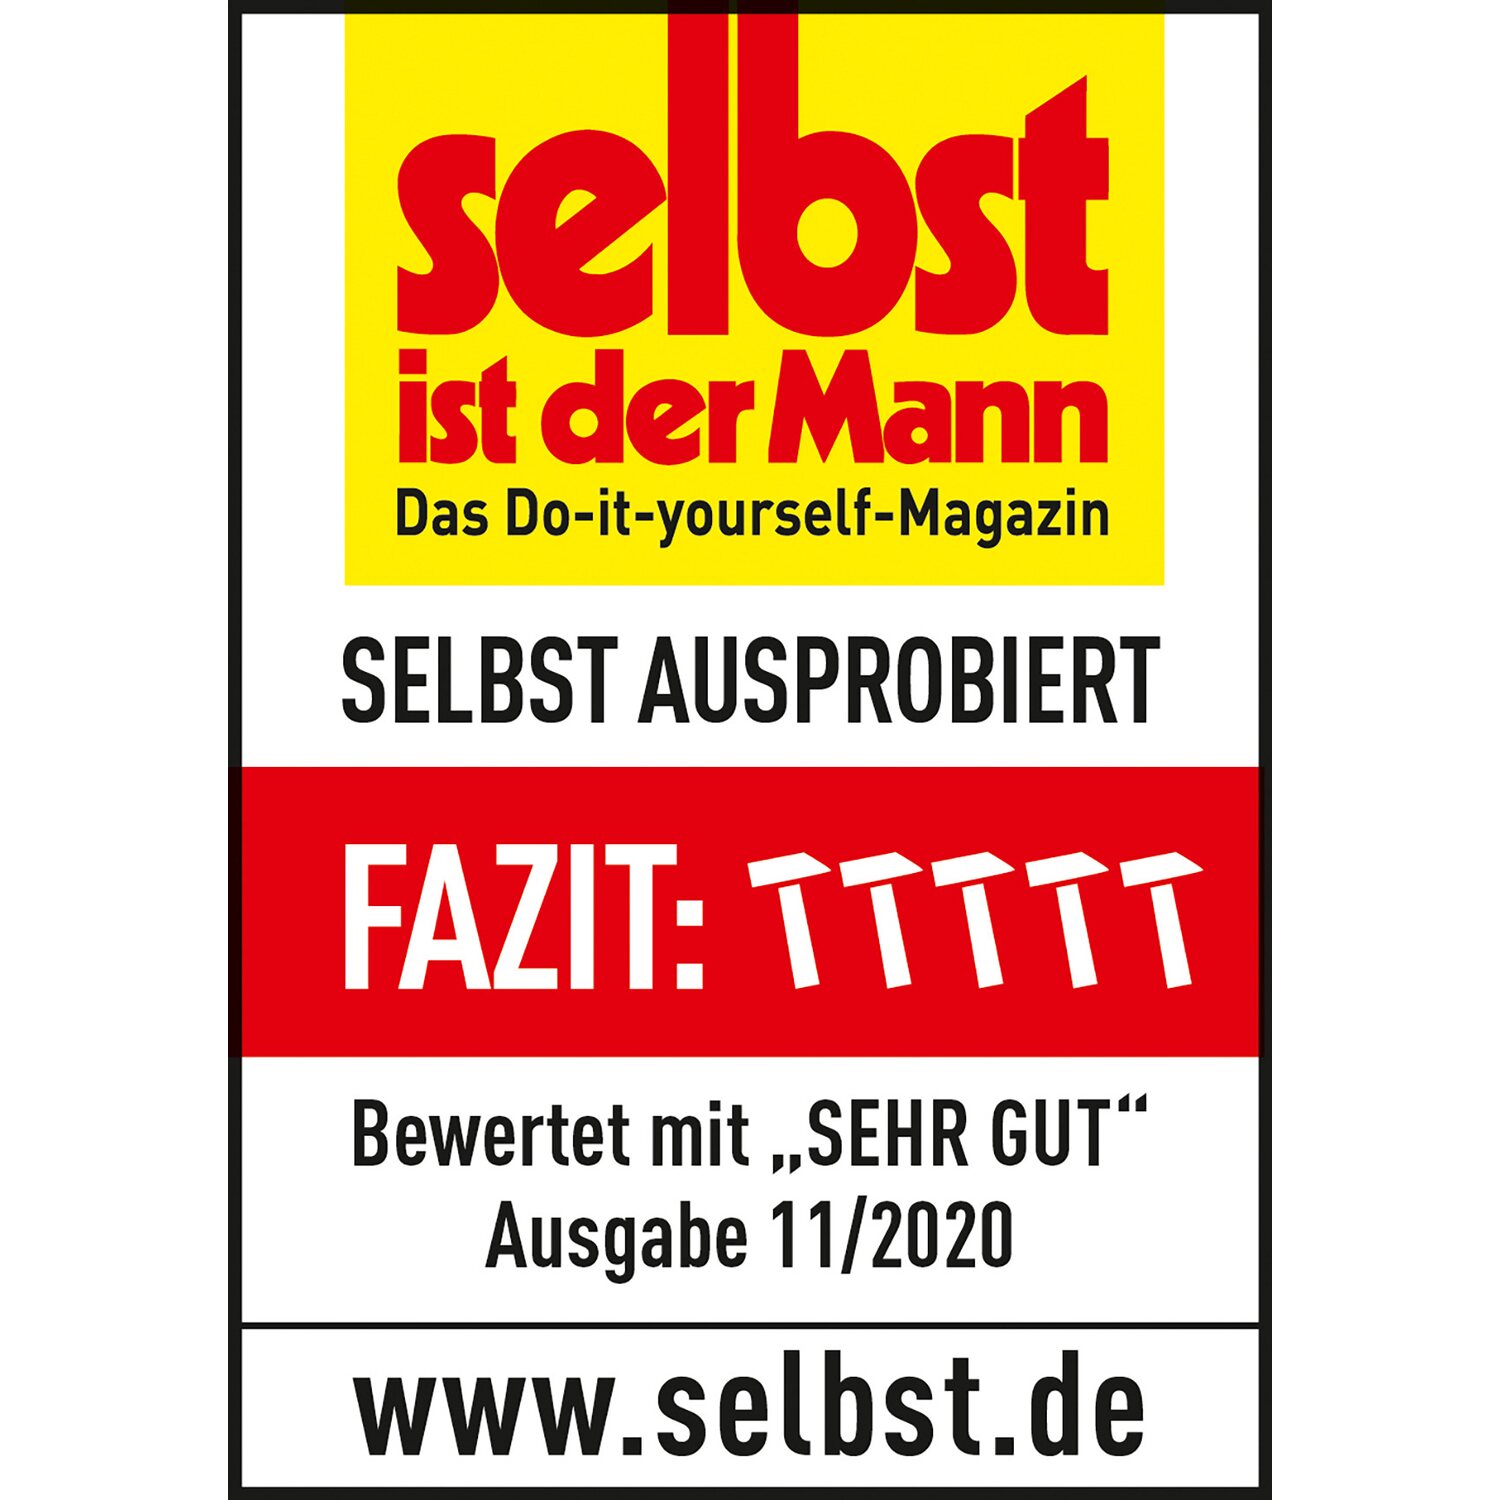 selbst
ist der Mann
Das Do-it-yourself-Magazin
SELBST AUSPROBIERT
FAZIT:
Bewertet mit „SEHR GUT“
Ausgabe 11/2020
www.selbst.de